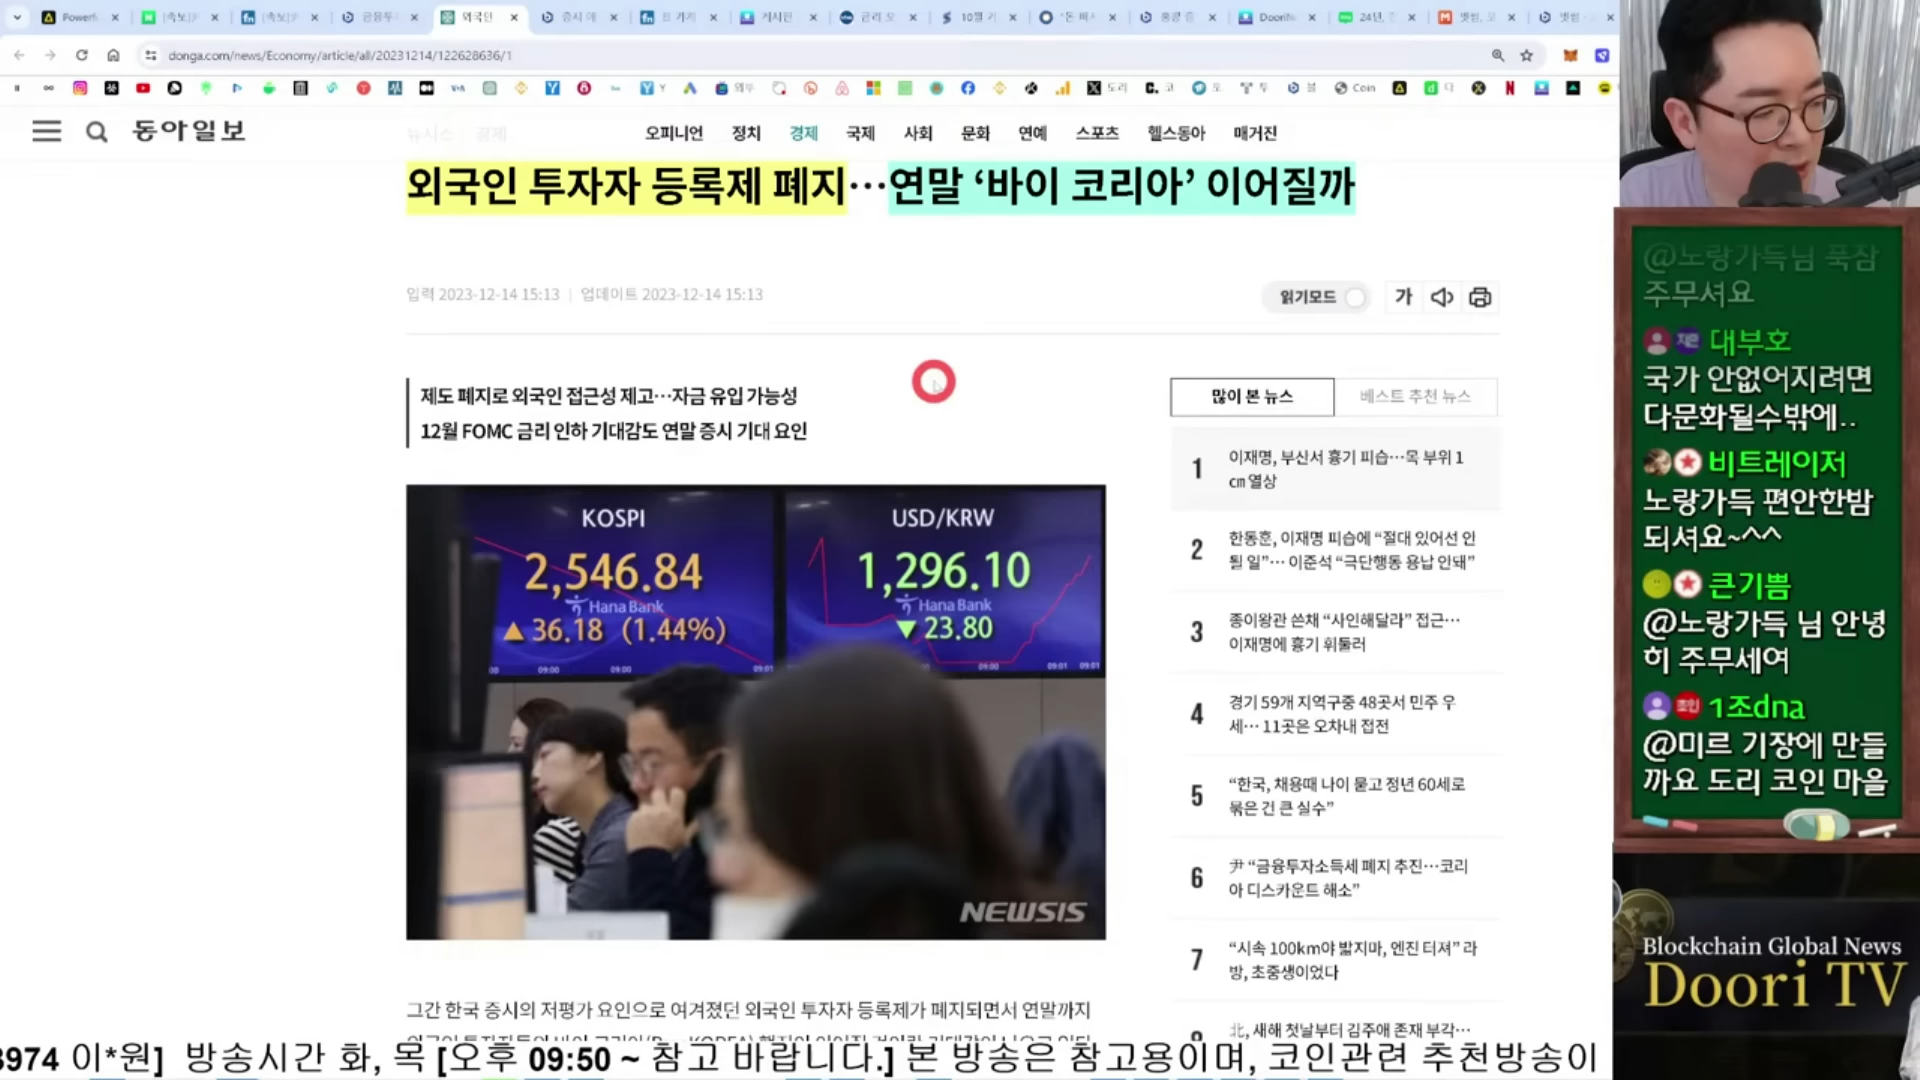 donga.com/news/Economy/article/all/20231214/122628636/1
동아일보
오피니언 정치 경제 국제 사회 문화 연예 스포츠 헬스동아 매거진
외국인 투자자 등록제 폐지…연말 ‘바이 코리아’ 이어질까
입력 2023-12-14 15:13 | 업데이트 2023-12-14 15:13
읽기모드 가
제도 폐지로 외국인 접근성 제고…자금 유입 가능성
12월 FOMC 금리 인하 기대감도 연말 증시 기대 요인
KOSPI
2,546.84
Hana Bank
▲ 36.18 (1.44%)
USD/KRW
1,296.10
Hana Bank
▼ 23.80
NEWSIS
그간 한국 증시의 저평가 요인으로 여겨졌던 외국인 투자자 등록제가 폐지되면서 연말까지
많이 본 뉴스 베스트 추천 뉴스
1 이재명, 부산서 흉기 피습…목 부위 1
㎝ 열상
2 한동훈, 이재명 피습에 “절대 있어선 안
될 일”… 이준석 “극단행동 용납 안돼”
3 종이왕관 쓴채 “사인해달라” 접근…
이재명에 흉기 휘둘러
4 경기 59개 지역구중 48곳서 민주 우
세… 11곳은 오차내 접전
5 “한국, 채용때 나이 묻고 정년 60세로
묶은 건 큰 실수”
6 尹 “금융투자소득세 폐지 추진…코리
아 디스카운트 해소”
7 “시속 100km야 밟지마, 엔진 터져” 라
방, 초중생이었다
8 北, 새해 첫날부터 김주애 존재 부각…
@노랑가득님 푹잠
주무셔요
대부호
국가 안없어지려면
다문화될수밖에..
비트레이저
노랑가득 편안한밤
되셔요~^^
큰기쁨
@노랑가득 님 안녕
히 주무세여
1조dna
@미르 기장에 만들
까요 도리 코인 마을
Blockchain Global News
Doori TV
3974 이*원] 방송시간 화, 목 [오후 09:50 ~ 참고 바랍니다.] 본 방송은 참고용이며, 코인관련 추천방송이